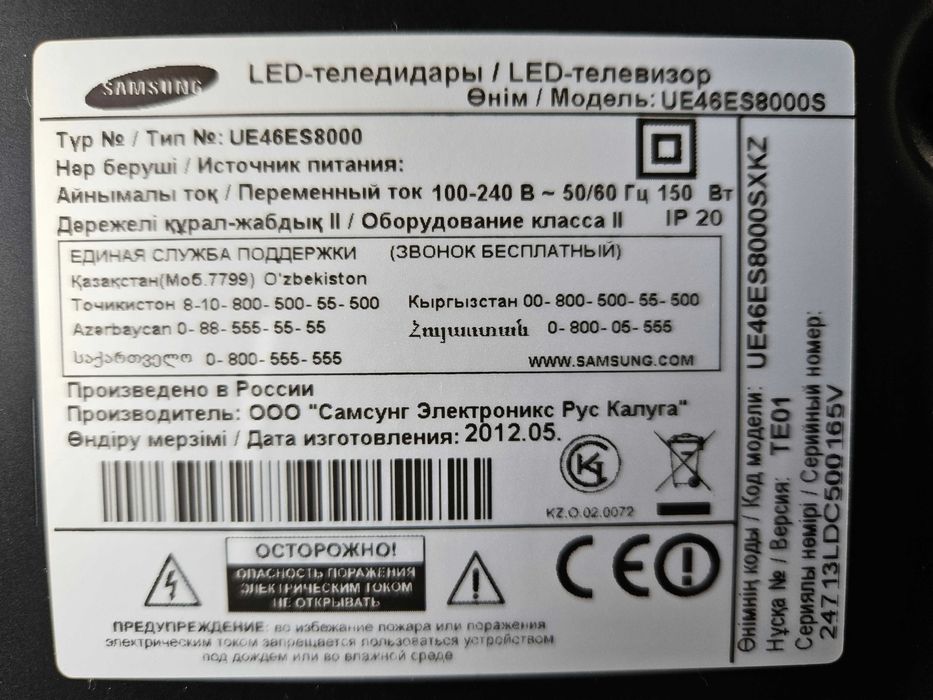 SAMSUNG
LED-теледидары / LED-телевизор
Өнім / Модель: UE46ES8000S
Түр № / Тип №: UE46ES8000
Нәр беруші / Источник питания:
Айнымалы тоқ / Переменный ток 100-240 В ~ 50/60 Гц 150 Вт
Дәрежелі құрал-жабдық II / Оборудование класса II IP 20
ЕДИНАЯ СЛУЖБА ПОДДЕРЖКИ (ЗВОНОК БЕСПЛАТНЫЙ)
Қазақстан(Моб.7799) O'zbekiston
Точикистон 8-10-800-500-55-500 Кыргызстан 00-800-500-55-500
Azərbaycan 0-88-555-55-55 Հայաստան 0-800-05-555
საქართველო 0-800-555-555 WWW.SAMSUNG.COM
Произведено в России
Производитель: ООО "Самсунг Электроникс Рус Калуга"
Өндіру мерзімі / Дата изготовления: 2012.05.
KZ.O.02.0072
ОСТОРОЖНО!
ОПАСНОСТЬ ПОРАЖЕНИЯ
ЭЛЕКТРИЧЕСКИМ ТОКОМ
НЕ ОТКРЫВАТЬ
CE
ПРЕДУПРЕЖДЕНИЕ: во избежание пожара или поражения
электрическим током запрещается пользоваться устройством
под дождем или во влажной среде
Өнімнің коды / Код модели: UE46ES8000SXKZ
Нұсқа № / Версия: TE01
Сериялы нөмірі / Серийный номер:
24713LDC500165V